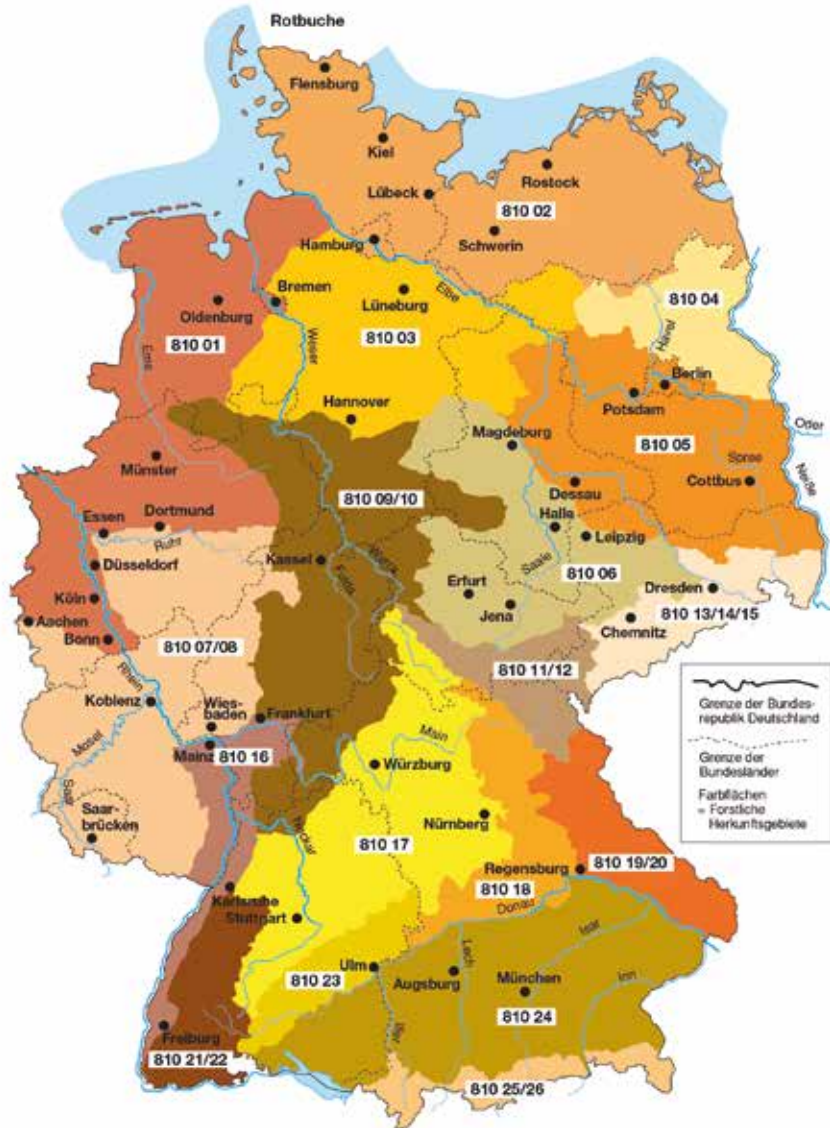 Rotbuche
Flensburg
Kiel
Rostock
Lübeck
810 02
Schwerin
Hamburg
810 04
Bremen
Elbe
Oldenburg
Lüneburg
Havel
810 01
810 03
Ems
Weser
Berlin
Hannover
Potsdam
Oder
Magdeburg
810 05
Münster
Spree
Dessau
Cottbus
Neiße
810 09/10
Essen
Dortmund
Halle
Ruhr
Leipzig
Düsseldorf
Kassel
Werra
Fulda
Saale
810 06
Köln
Erfurt
Dresden
Aachen
Jena
810 13/14/15
Bonn
810 07/08
Chemnitz
810 11/12
Rhein
Koblenz
Wies-
baden
Frankfurt
Mosel
Main
Mainz
810 16
Würzburg
Saar
Saar-
brücken
Neckar
Nürnberg
810 17
Regensburg
810 19/20
Karlsruhe
810 18
Stuttgart
Donau
Isar
Ulm
Lech
810 23
Augsburg
München
Inn
810 24
Iller
Freiburg
810 21/22
810 25/26
Grenze der Bundes-
republik Deutschland
Grenze der
Bundesländer
Farbflächen
= Forstliche
Herkunftsgebiete